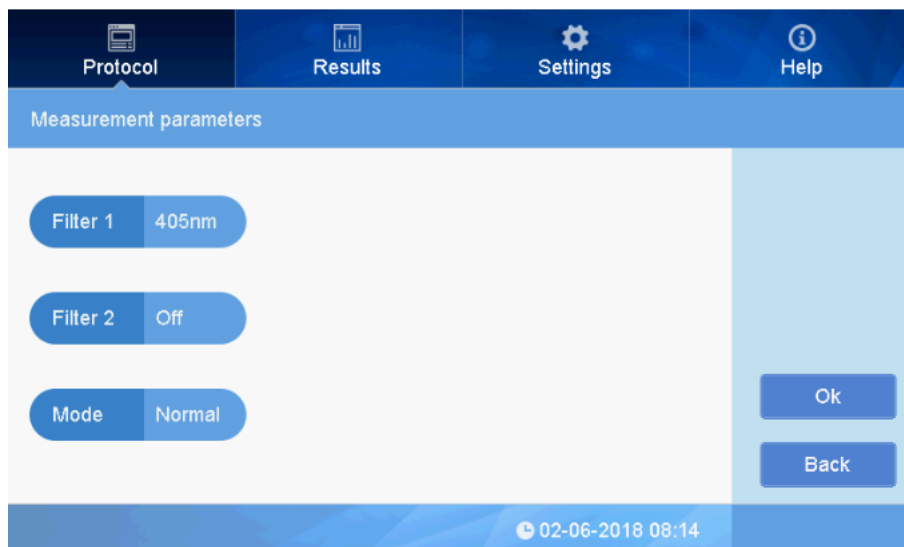 Protocol
Results
Settings
Help
Measurement parameters
Filter 1 405nm
Filter 2 Off
Mode Normal
Ok
Back
02-06-2018 08:14